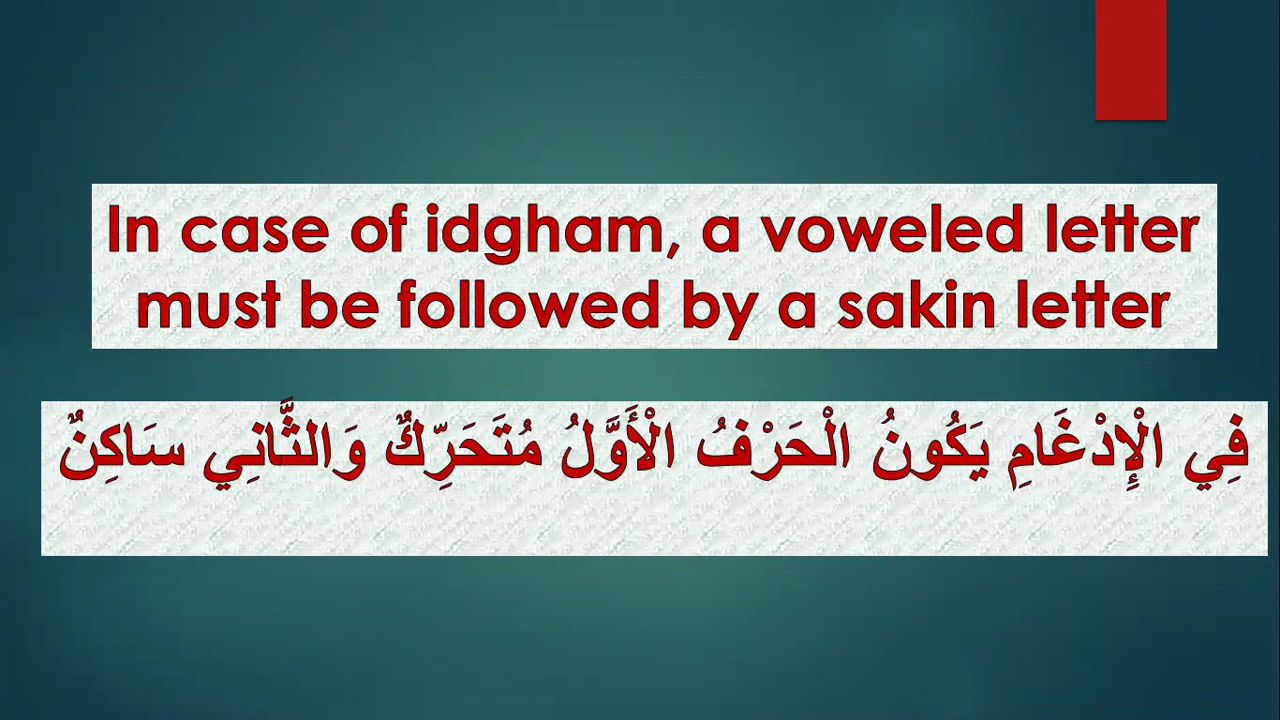 In case of idgham, a voweled letter
must be followed by a sakin letter
فِي الْإِدْغَامِ يَكُونُ الْحَرْفُ الْأَوَّلُ مُتَحَرِّكٌ وَالثَّانِي سَاكِنٌ